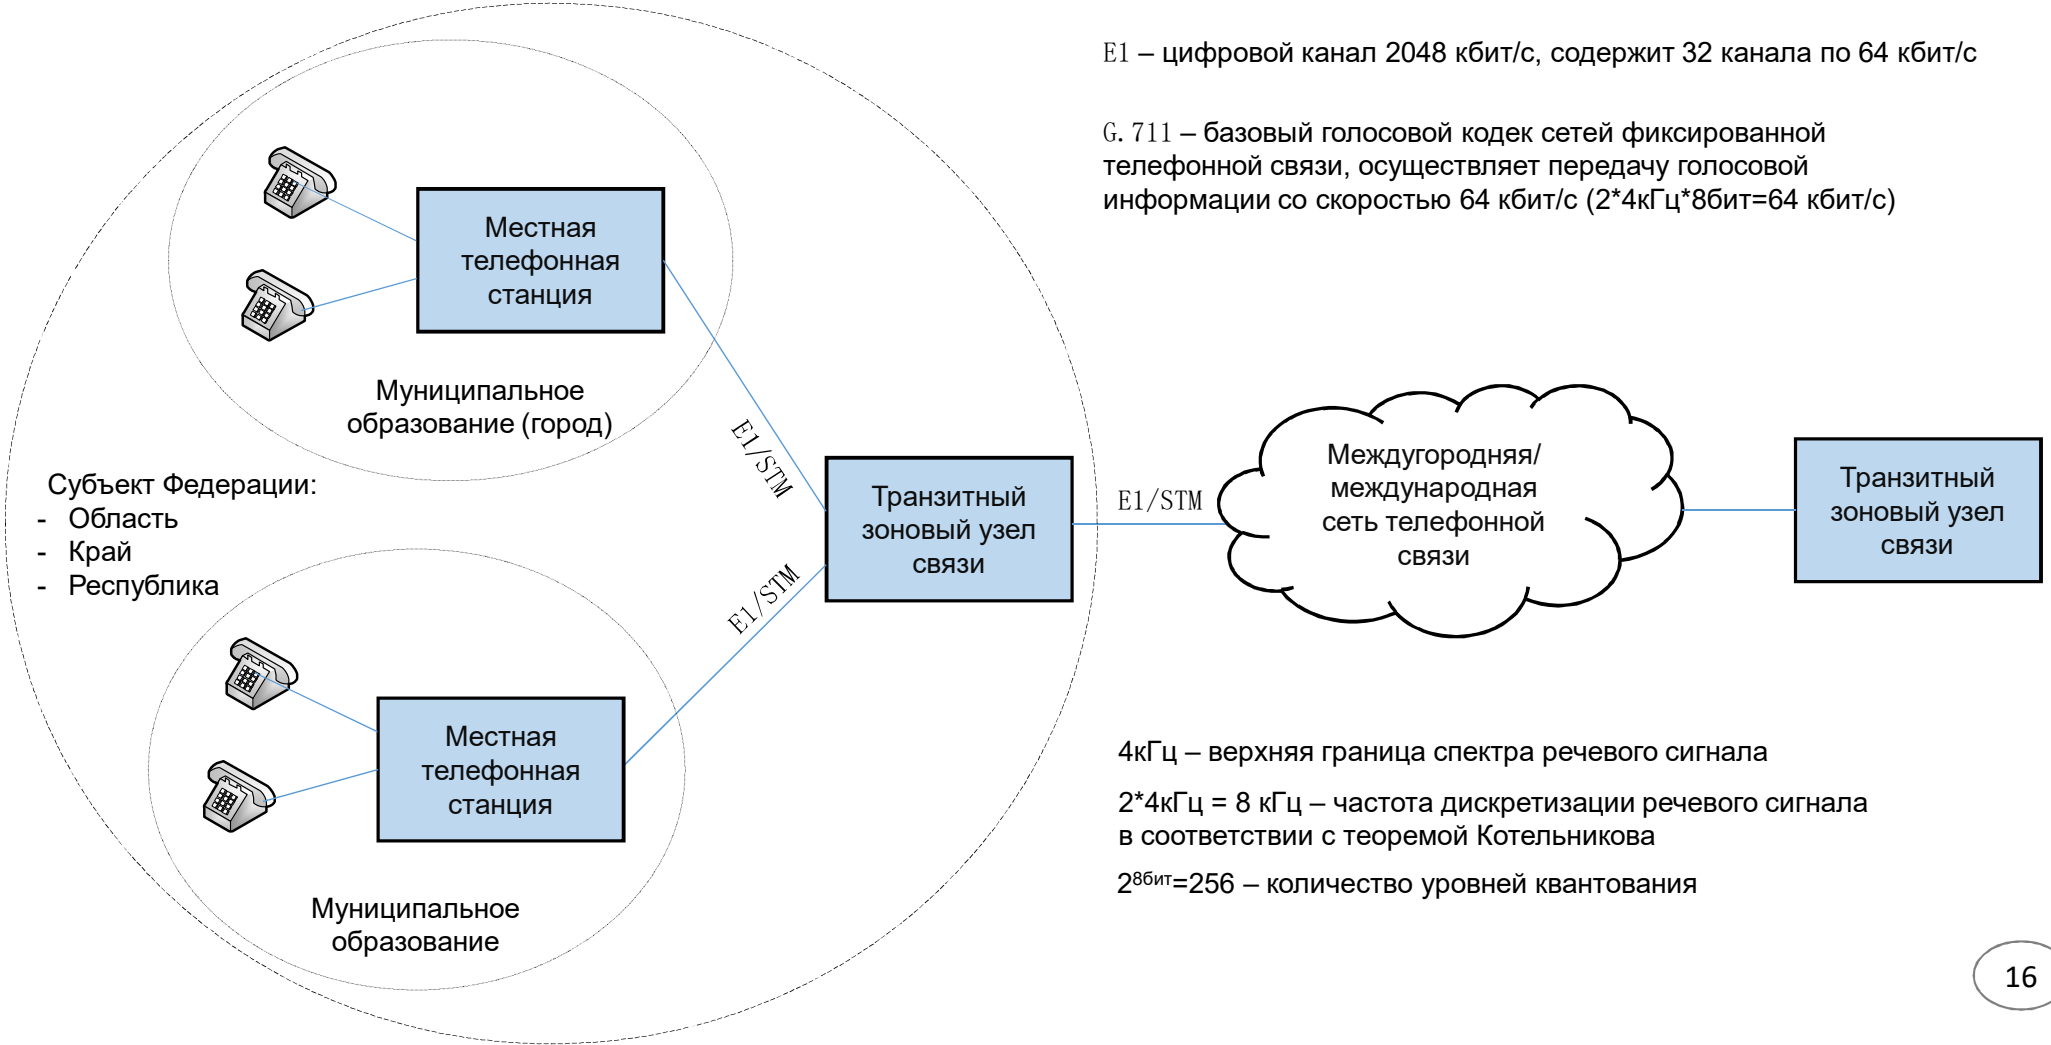 E1 – цифровой канал 2048 кбит/с, содержит 32 канала по 64 кбит/с
G.711 – базовый голосовой кодек сетей фиксированной
телефонной связи, осуществляет передачу голосовой
информации со скоростью 64 кбит/с (2*4кГц*8бит=64 кбит/с)
Местная
телефонная
станция
Муниципальное
образование (город)
E1/STM
Субъект Федерации:
- Область
- Край
- Республика
Транзитный
зоновый узел
связи
E1/STM
Междугородняя/
международная
сеть телефонной
связи
Транзитный
зоновый узел
связи
E1/STM
Местная
телефонная
станция
Муниципальное
образование
4кГц – верхняя граница спектра речевого сигнала
2*4кГц = 8 кГц – частота дискретизации речевого сигнала
в соответствии с теоремой Котельникова
2⁸бит=256 – количество уровней квантования
16